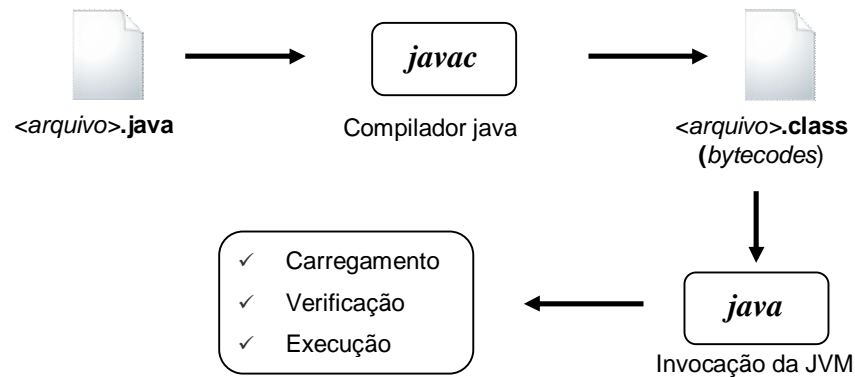 javac
<arquivo>.java
Compilador java
<arquivo>.class
(bytecodes)
java
Invocação da JVM
✓ Carregamento
✓ Verificação
✓ Execução